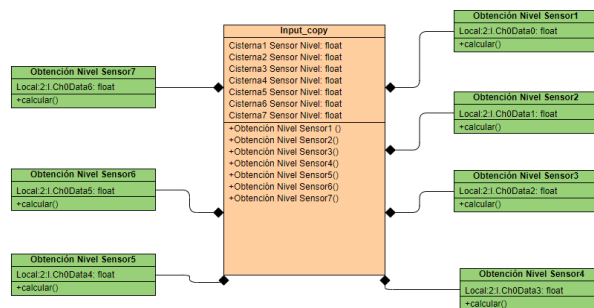 Input_copy
Cisterna1 Sensor Nivel: float
Cisterna2 Sensor Nivel: float
Cisterna3 Sensor Nivel: float
Cisterna4 Sensor Nivel: float
Cisterna5 Sensor Nivel: float
Cisterna6 Sensor Nivel: float
Cisterna7 Sensor Nivel: float
+Obtención Nivel Sensor1 ()
+Obtención Nivel Sensor2()
+Obtención Nivel Sensor3()
+Obtención Nivel Sensor4()
+Obtención Nivel Sensor5()
+Obtención Nivel Sensor6()
+Obtención Nivel Sensor7()
Obtención Nivel Sensor7
Local:2:I.Ch0Data6: float
+calcular()
Obtención Nivel Sensor6
Local:2:I.Ch0Data5: float
+calcular()
Obtención Nivel Sensor5
Local:2:I.Ch0Data4: float
+calcular()
Obtención Nivel Sensor1
Local:2:I.Ch0Data0: float
+calcular()
Obtención Nivel Sensor2
Local:2:I.Ch0Data1: float
+calcular()
Obtención Nivel Sensor3
Local:2:I.Ch0Data2: float
+calcular()
Obtención Nivel Sensor4
Local:2:I.Ch0Data3: float
+calcular()